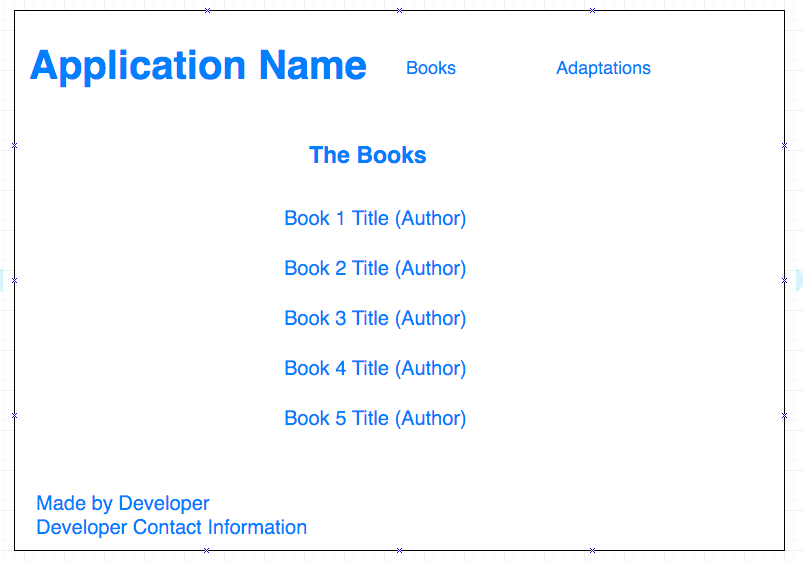 Application Name Books Adaptations
The Books
Book 1 Title (Author)
Book 2 Title (Author)
Book 3 Title (Author)
Book 4 Title (Author)
Book 5 Title (Author)
Made by Developer
Developer Contact Information